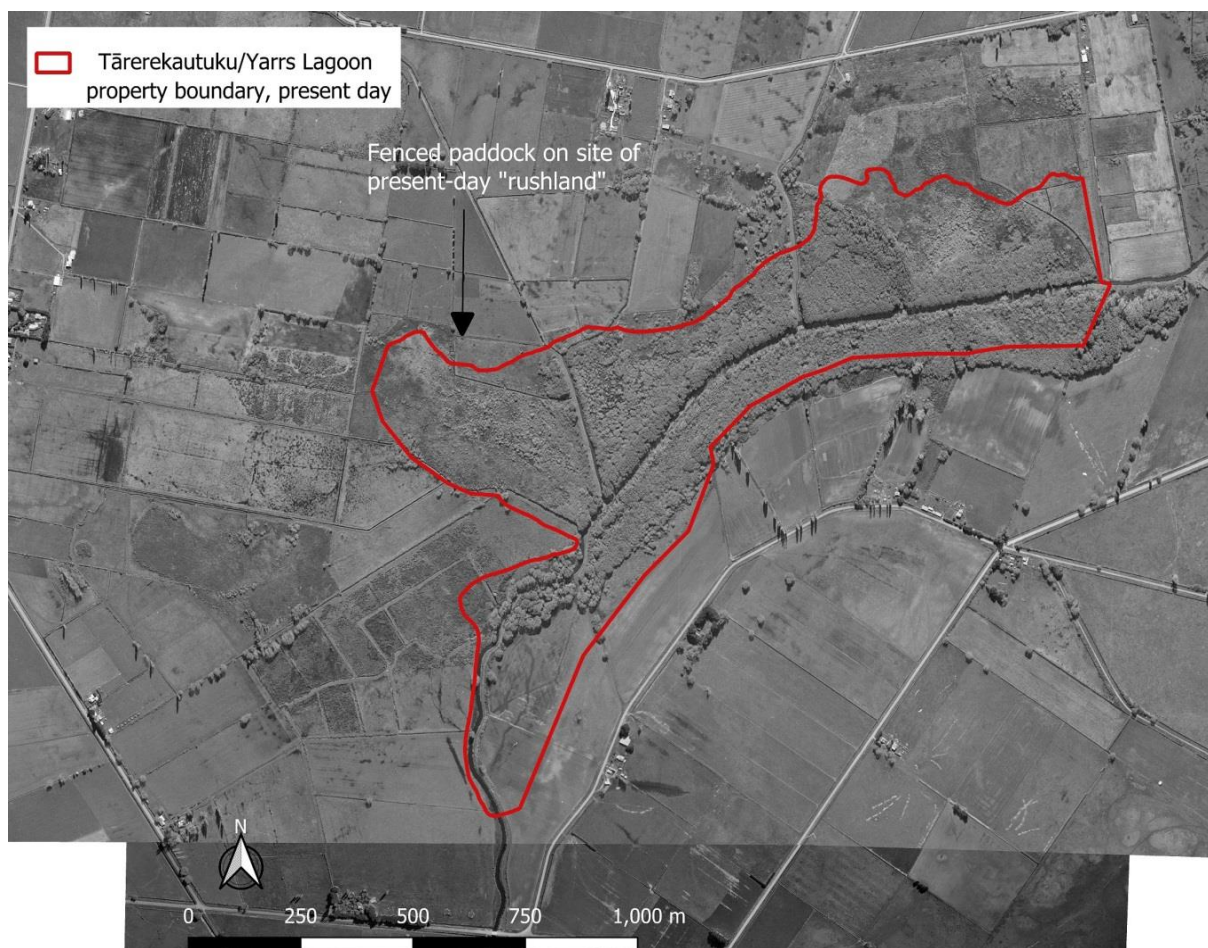 Tārerekautuku/Yarrs Lagoon
property boundary, present day
Fenced paddock on site of
present-day "rushland"
N
0 250 500 750 1,000 m